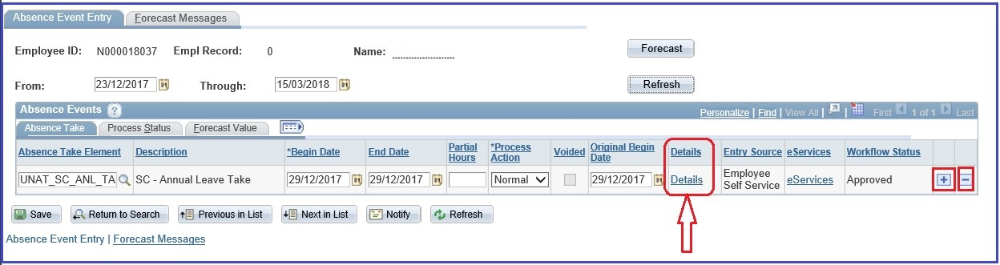 Absence Event Entry Forecast Messages
Employee ID: N000018037 Empl Record: 0 Name: Forecast
From: 23/12/2017 31 Through: 15/03/2018 31 Refresh
Absence Events ? Personalize | Find | View All | | First 1 of 1 Last
Absence Take Process Status Forecast Value
Absence Take Element Description *Begin Date End Date Partial Hours *Process Action Voided Original Begin Date Details Entry Source eServices Workflow Status
UNAT_SC_ANL_TA SC - Annual Leave Take 29/12/2017 31 29/12/2017 31 Normal 29/12/2017 31 Details Employee Self Service eServices Approved + −
Save Return to Search Previous in List Next in List Notify Refresh
Absence Event Entry | Forecast Messages